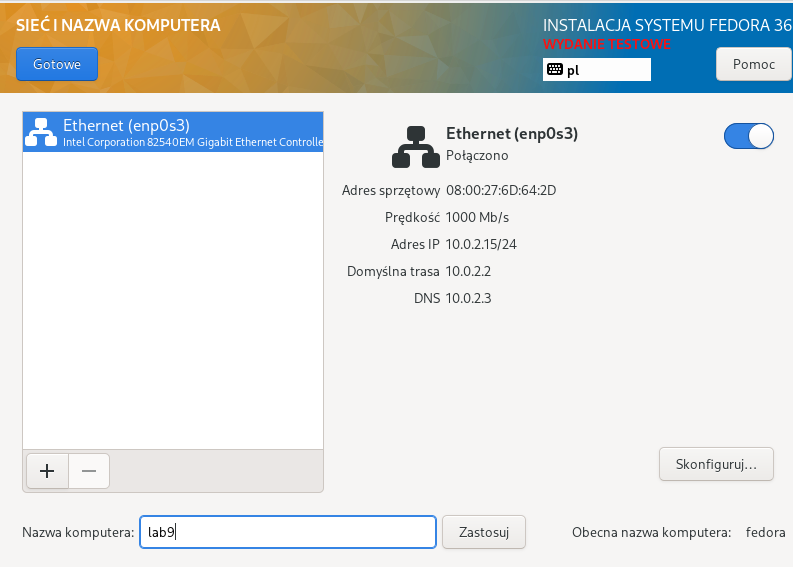 SIEĆ I NAZWA KOMPUTERA
INSTALACJA SYSTEMU FEDORA 36
WYDANIE TESTOWE
Gotowe
pl
Pomoc
Ethernet (enp0s3)
Intel Corporation 82540EM Gigabit Ethernet Controlle
Ethernet (enp0s3)
Połączono
Adres sprzętowy 08:00:27:6D:64:2D
Prędkość 1000 Mb/s
Adres IP 10.0.2.15/24
Domyślna trasa 10.0.2.2
DNS 10.0.2.3
Skonfiguruj...
Nazwa komputera: lab9 Zastosuj Obecna nazwa komputera: fedora